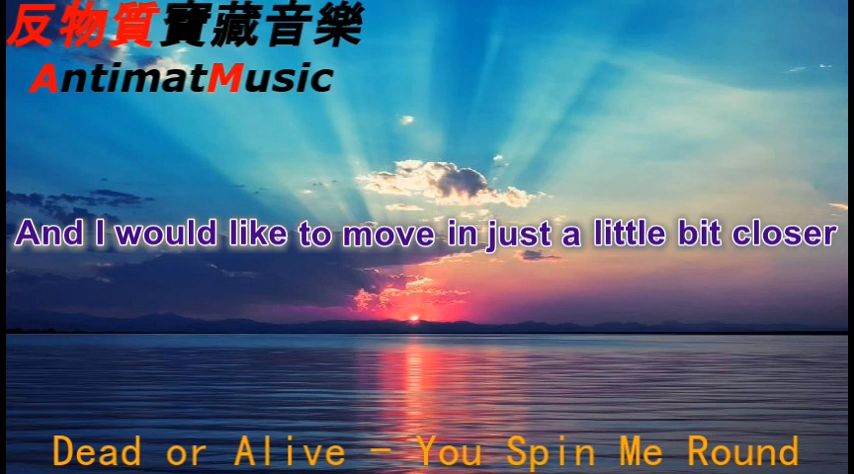 反物質寶藏音樂
AntimatMusic
And I would like to move in just a little bit closer
Dead or Alive - You Spin Me Round